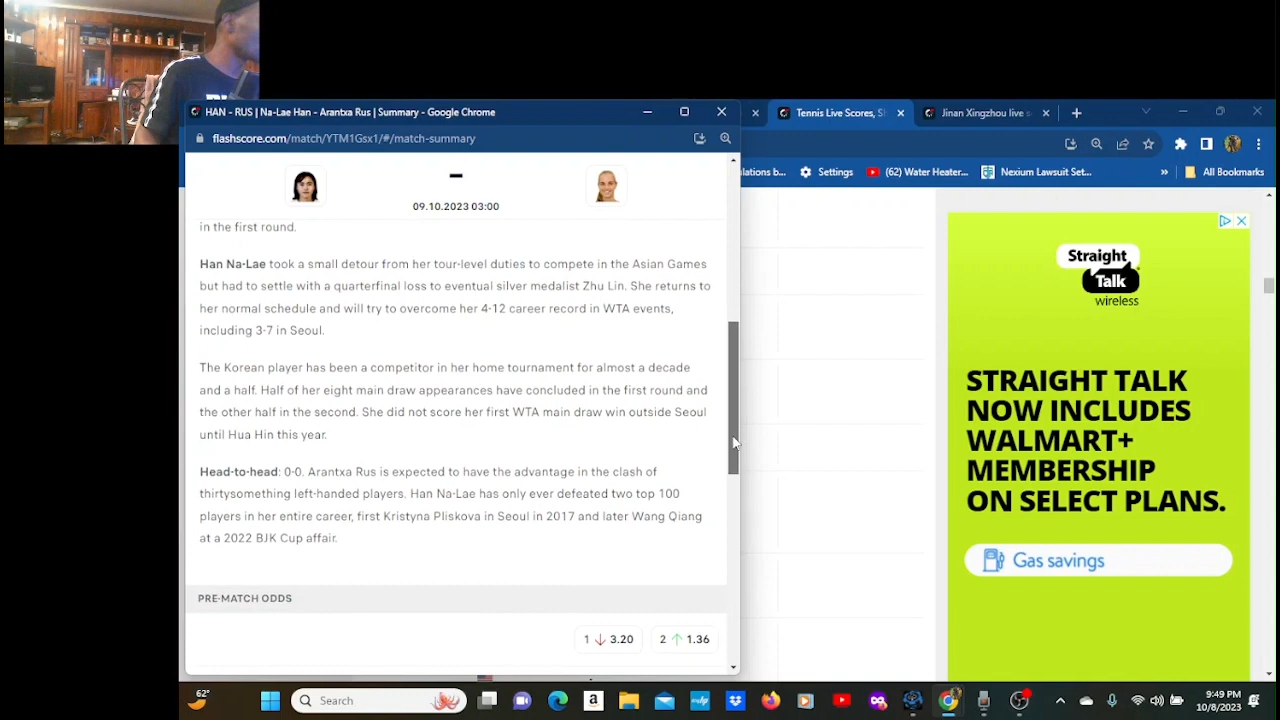 HAN - RUS | Na-Lae Han - Arantxa Rus | Summary - Google Chrome
flashscore.com/match/YTM1Gsx1/#/match-summary
Tennis Live Scores, S
Jinan Xingzhou live s
Settings
(62) Water Heater...
Nexium Lawsuit Set...
»
All Bookmarks
-
09.10.2023 03:00
in the first round.
Han Na-Lae took a small detour from her tour-level duties to compete in the Asian Games
but had to settle with a quarterfinal loss to eventual silver medalist Zhu Lin. She returns to
her normal schedule and will try to overcome her 4-12 career record in WTA events,
including 3-7 in Seoul.
The Korean player has been a competitor in her home tournament for almost a decade
and a half. Half of her eight main draw appearances have concluded in the first round and
the other half in the second. She did not score her first WTA main draw win outside Seoul
until Hua Hin this year.
Head-to-head: 0-0. Arantxa Rus is expected to have the advantage in the clash of
thirtysomething left-handed players. Han Na-Lae has only ever defeated two top 100
players in her entire career, first Kristyna Pliskova in Seoul in 2017 and later Wang Qiang
at a 2022 BJK Cup affair.
PRE-MATCH ODDS
1 ↓ 3.20 2 ↑ 1.36
Straight
Talk
wireless
STRAIGHT TALK
NOW INCLUDES
WALMART+
MEMBERSHIP
ON SELECT PLANS.
Gas savings
62°
Search
9:49 PM
10/8/2023